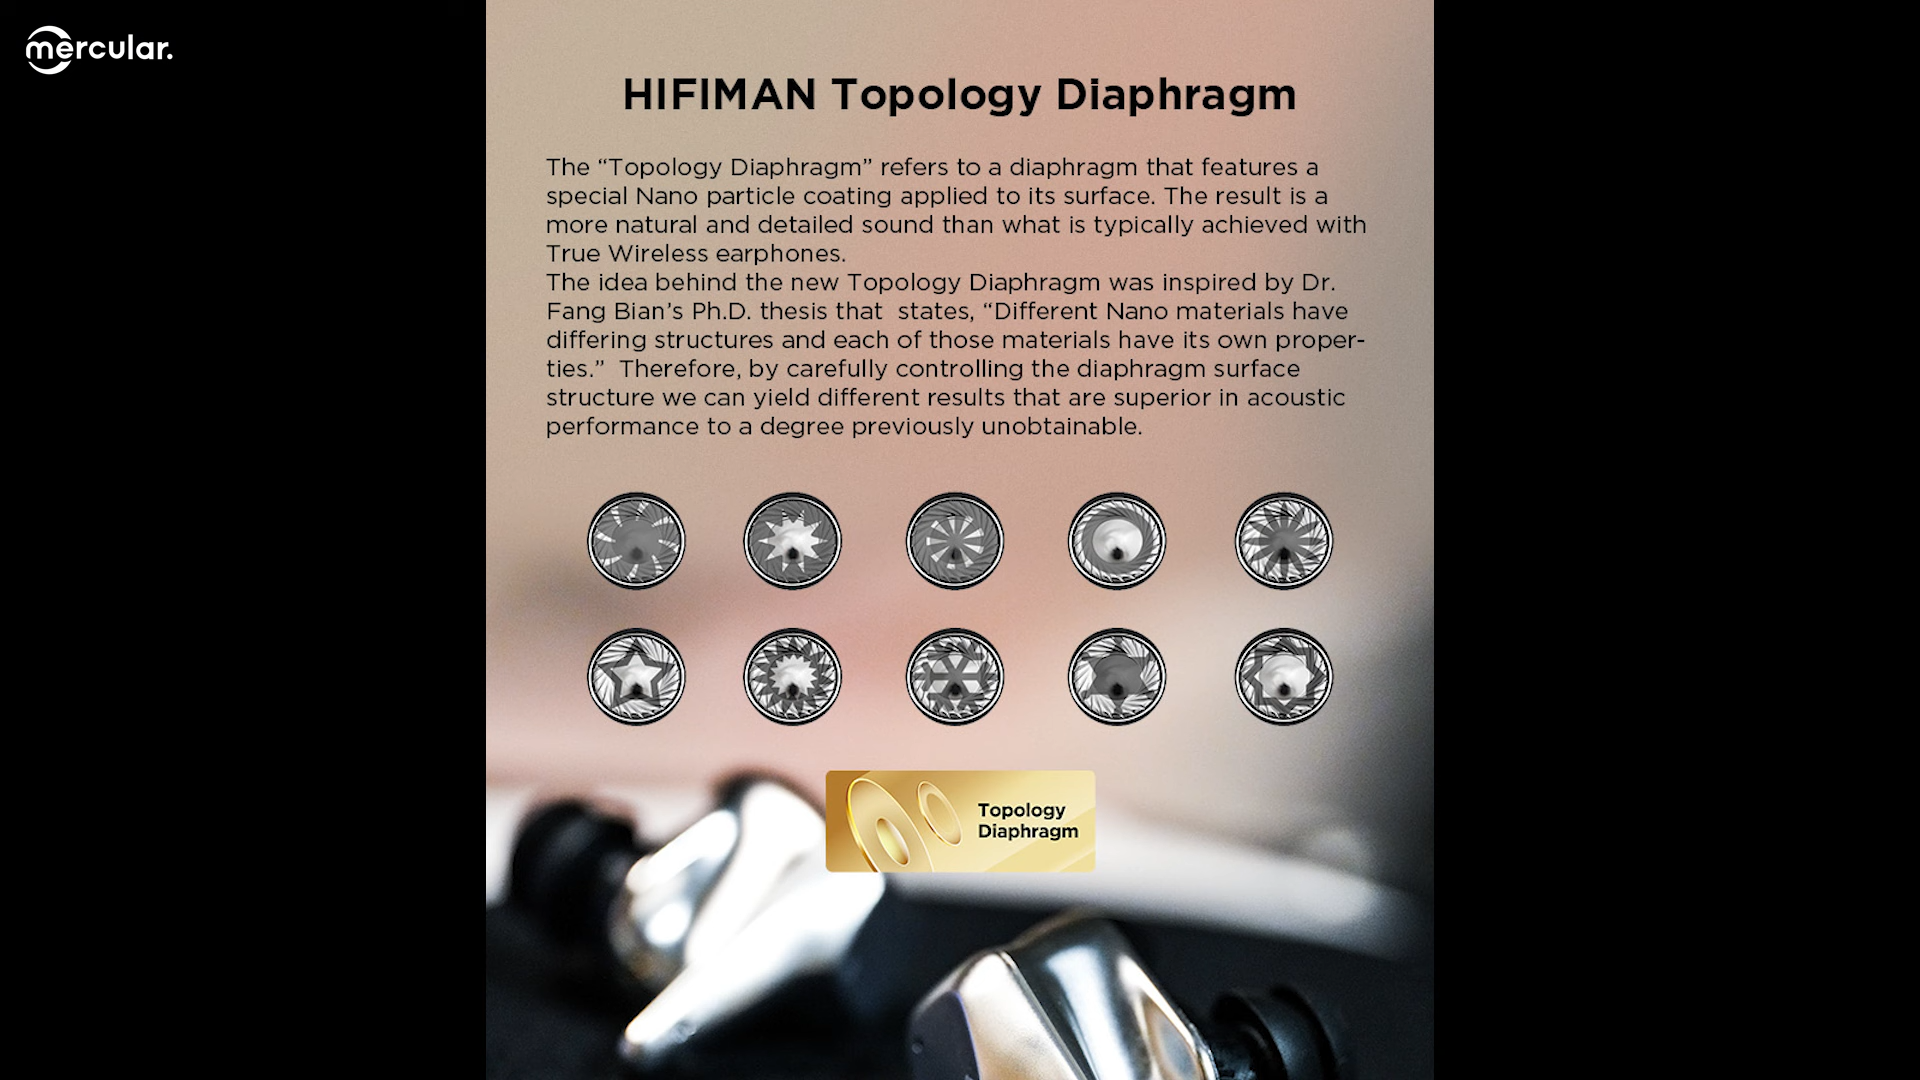 mercular.
HIFIMAN Topology Diaphragm
The “Topology Diaphragm” refers to a diaphragm that features a
special Nano particle coating applied to its surface. The result is a
more natural and detailed sound than what is typically achieved with
True Wireless earphones.
The idea behind the new Topology Diaphragm was inspired by Dr.
Fang Bian’s Ph.D. thesis that  states, “Different Nano materials have
differing structures and each of those materials have its own proper-
ties.”  Therefore, by carefully controlling the diaphragm surface
structure we can yield different results that are superior in acoustic
performance to a degree previously unobtainable.
Topology
Diaphragm